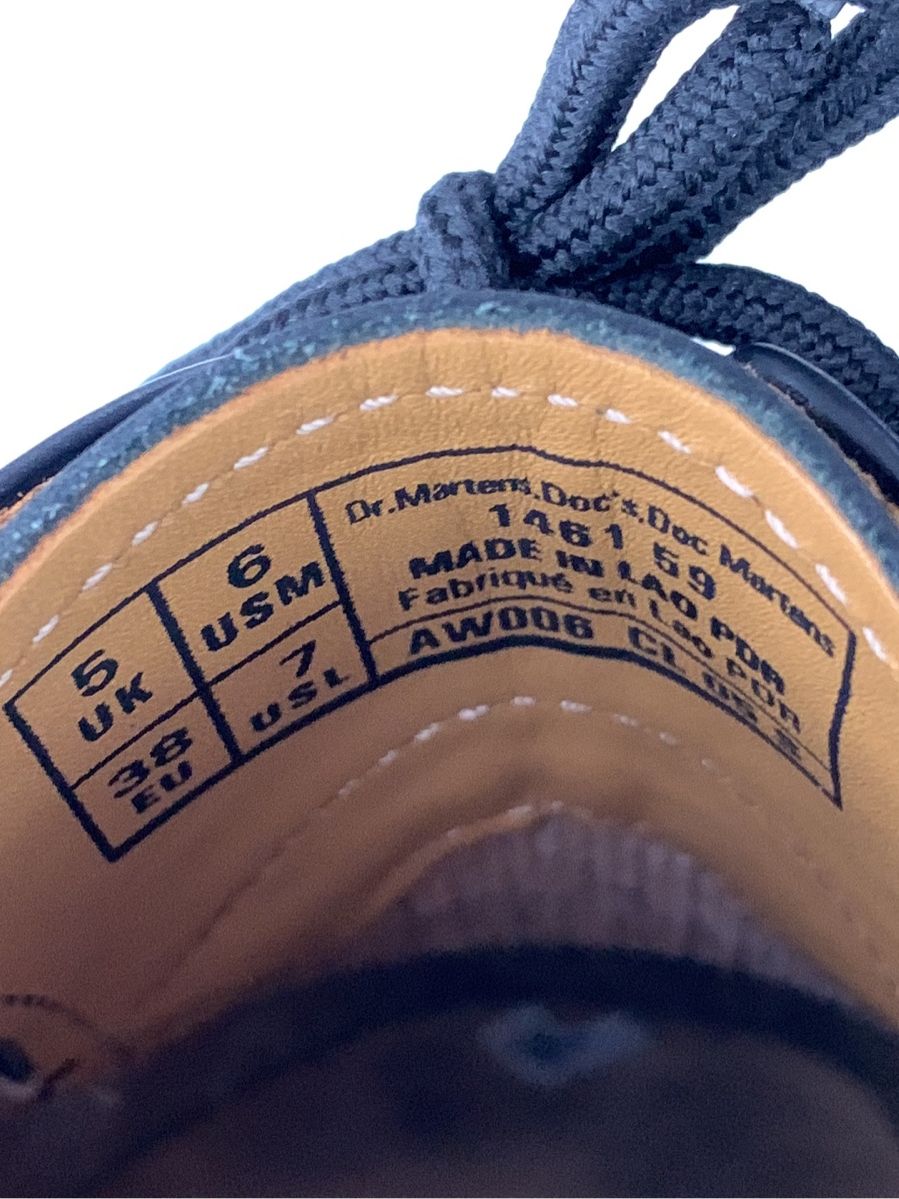 5
UK
6
USM
38
EU
7
USL
Dr.Martens.Doc's.Doc Martens
1461 59
MADE IN LAO PDR
Fabriqué en Lao PDR
AW006 CL